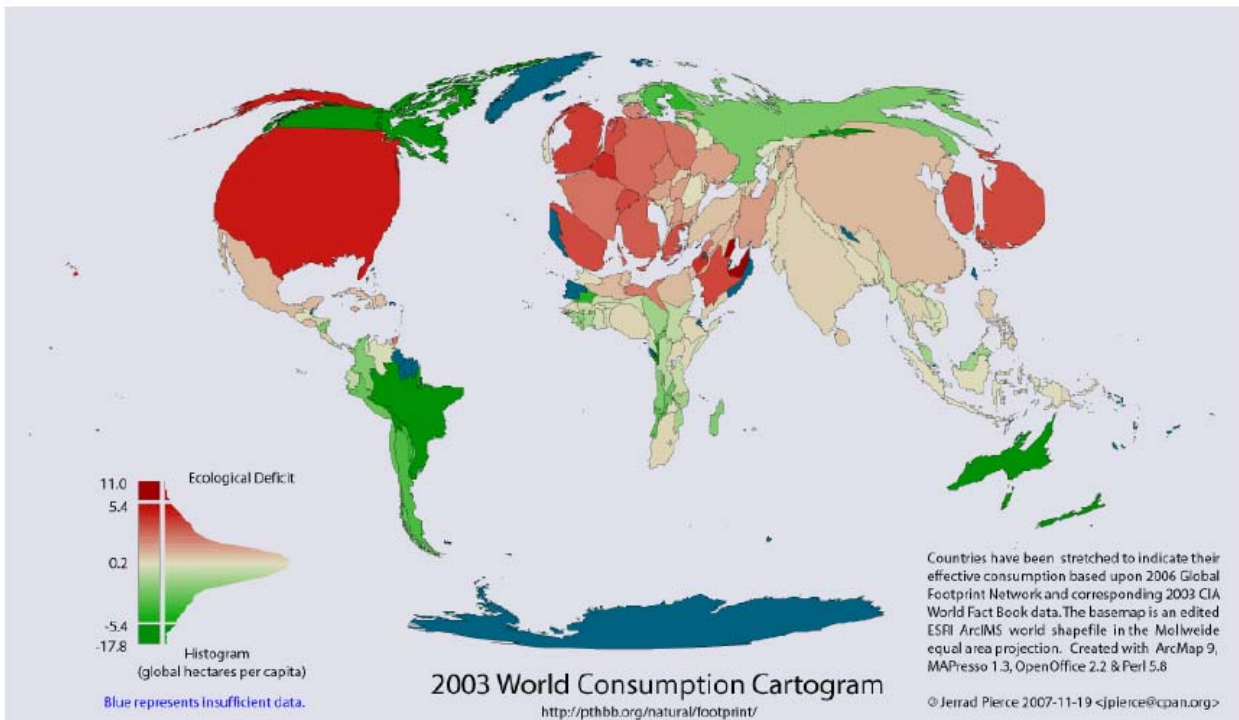 Ecological Deficit
11.0
5.4
0.2
-5.4
-17.8
Histogram
(global hectares per capita)
Blue represents insufficient data.
2003 World Consumption Cartogram
http://pthbb.org/natural/footprint/
Countries have been stretched to indicate their
effective consumption based upon 2006 Global
Footprint Network and corresponding 2003 CIA
World Fact Book data. The basemap is an edited
ESRI ArcIMS world shapefile in the Mollweide
equal area projection. Created with ArcMap 9,
MAPresso 1.3, OpenOffice 2.2 & Perl 5.8
© Jerrad Pierce 2007-11-19 <jpierce@cpan.org>